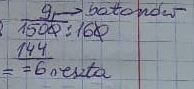 9 → batonów
1500 : 160
144
= = 6 reszta